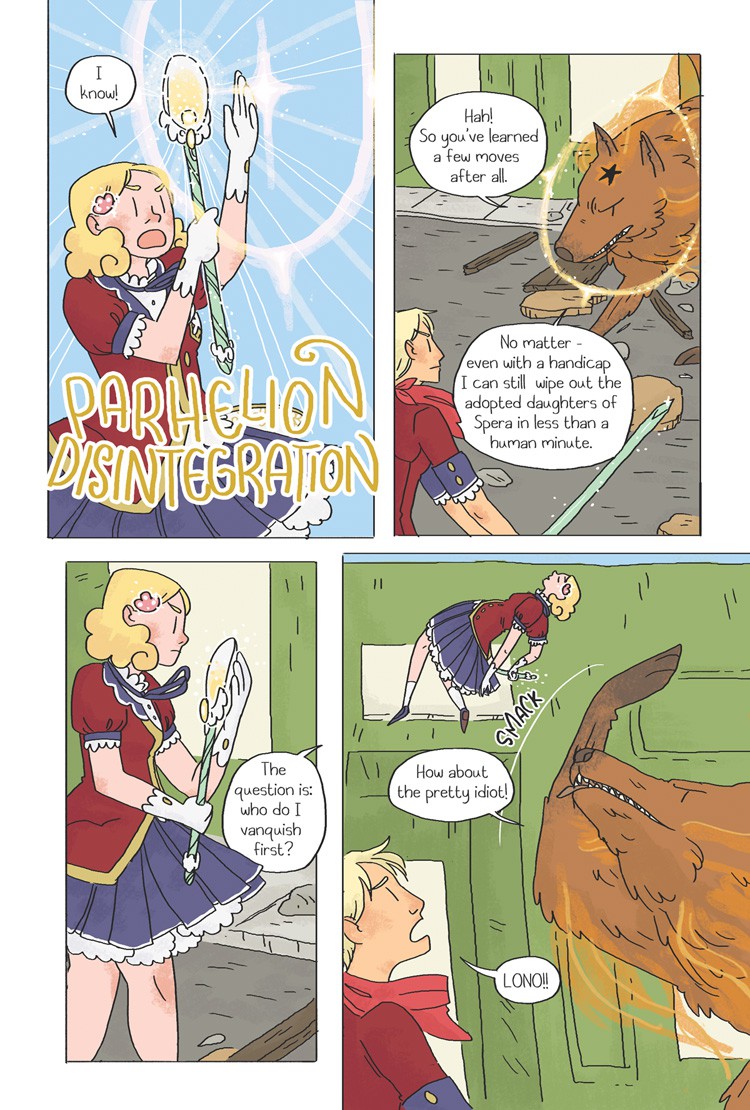 I
know!
PARHELION
DISINTEGRATION
Hah!
So you've learned
a few moves
after all.
No matter -
even with a handicap
I can still wipe out the
adopted daughters of
Spera in less than a
human minute.
The
question is:
who do I
vanquish
first?
SMACK
How about
the pretty idiot!
LONO!!